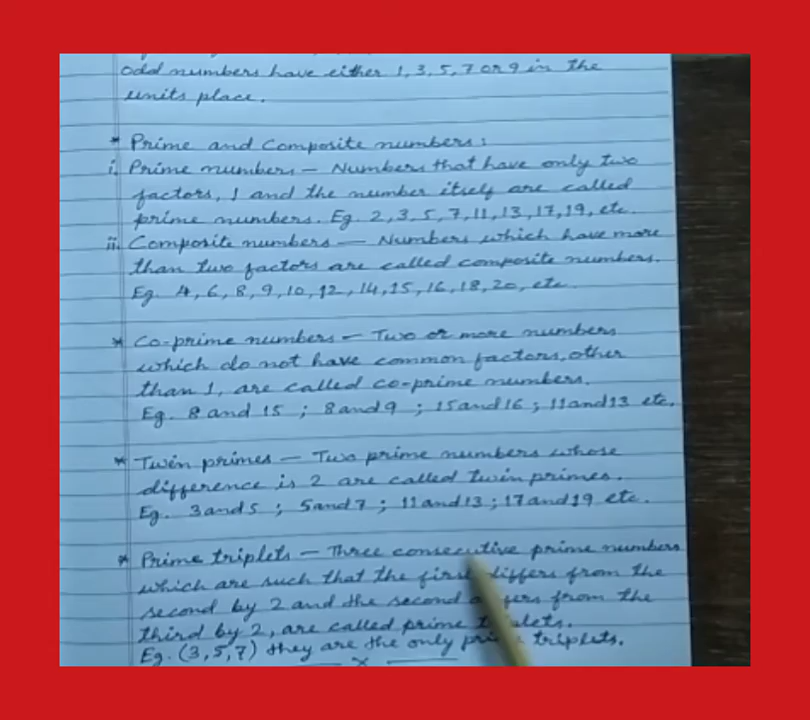 odd numbers have either 1, 3, 5, 7 or 9 in the
units place.
* Prime and Composite numbers:
i. Prime numbers — Numbers that have only two
factors, 1 and the number itself are called
prime numbers. Eg. 2, 3, 5, 7, 11, 13, 17, 19, etc.
ii. Composite numbers — Numbers which have more
than two factors are called composite numbers.
Eg. 4, 6, 8, 9, 10, 12, 14, 15, 16, 18, 20, etc.
* Co-prime numbers — Two or more numbers
which do not have common factors, other
than 1, are called co-prime numbers.
Eg. 8 and 15 ; 8 and 9 ; 15 and 16 ; 11 and 13 etc.
* Twin primes — Two prime numbers whose
difference is 2 are called twin primes.
Eg. 3 and 5 ; 5 and 7 ; 11 and 13 ; 17 and 19 etc.
* Prime triplets — Three consecutive prime numbers
which are such that the first differs from the
second by 2 and the second from the
third by 2, are called prime
Eg. (3, 5, 7) they are the only triplets.
x